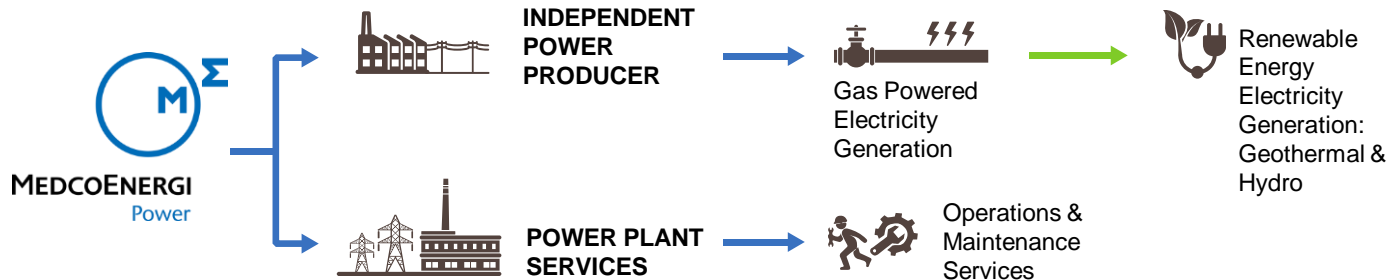 INDEPENDENT
POWER
PRODUCER
Gas Powered
Electricity
Generation
Renewable
Energy
Electricity
Generation:
Geothermal &
Hydro
M
M
MEDCOENERGI
Power
POWER PLANT
SERVICES
Operations &
Maintenance
Services